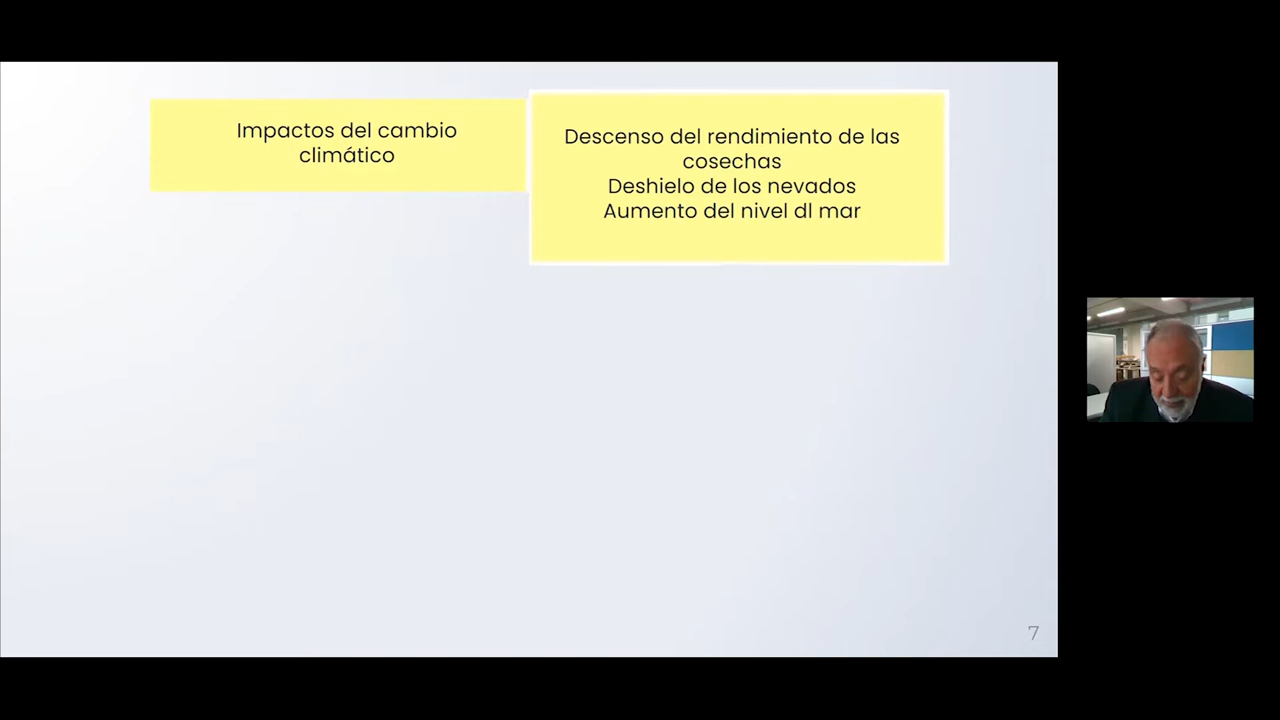 Impactos del cambio
climático
Descenso del rendimiento de las
cosechas
Deshielo de los nevados
Aumento del nivel dl mar
7